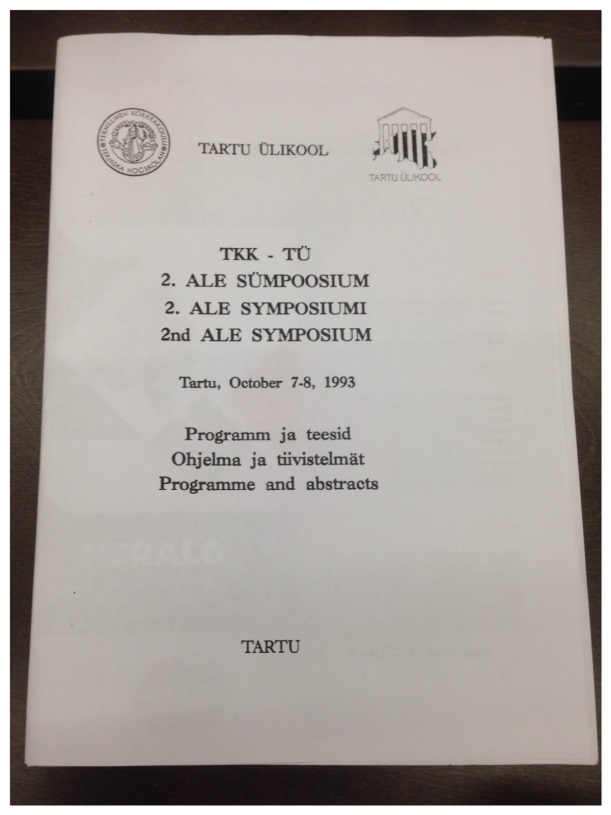 TEKNILLINEN KORKEAKOULU
TEKNISKA HÖGSKOLAN
TARTU ÜLIKOOL
TARTU ÜLIKOOL
TKK - TÜ
2. ALE SÜMPOOSIUM
2. ALE SYMPOSIUMI
2nd ALE SYMPOSIUM
Tartu, October 7-8, 1993
Programm ja teesid
Ohjelma ja tiivistelmät
Programme and abstracts
HERALD
TARTU